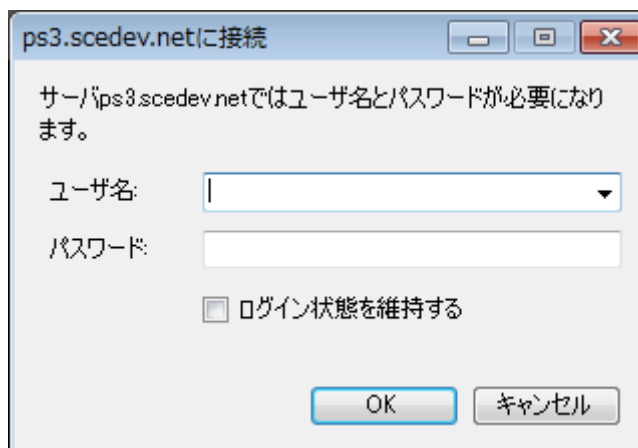 ps3.scedev.netに接続
サーバps3.scedev.netではユーザ名とパスワードが必要になり
ます。
ユーザ名:
パスワード:
ログイン状態を維持する
OK キャンセル